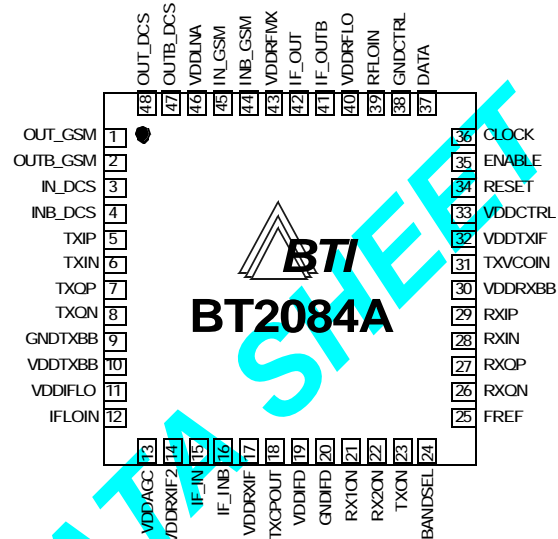 48 OUT_DCS
47 OUTB_DCS
46 VDDLNA
45 IN_GSM
44 INB_GSM
43 VDDRFMX
42 IF_OUT
41 IF_OUTB
40 VDDRFLO
39 RFLOIN
38 GNDCTRL
37 DATA
OUT_GSM 1
OUTB_GSM 2
IN_DCS 3
INB_DCS 4
TXIP 5
TXIN 6
TXQP 7
TXQN 8
GNDTXBB 9
VDDTXBB 10
VDDIFLO 11
IFLOIN 12
36 CLOCK
35 ENABLE
34 RESET
33 VDDCTRL
32 VDDTXIF
31 TXVCOIN
30 VDDRXBB
29 RXIP
28 RXIN
27 RXQP
26 RXQN
25 FREF
BTI
BT2084A
VDDAGC 13
VDDRXIF2 14
IF_IN 15
IF_INB 16
VDDRXIF 17
TXCPOUT 18
VDDIFD 19
GNDIFD 20
RX1ON 21
RX2ON 22
TXON 23
BANDSEL 24
ATA SHEET